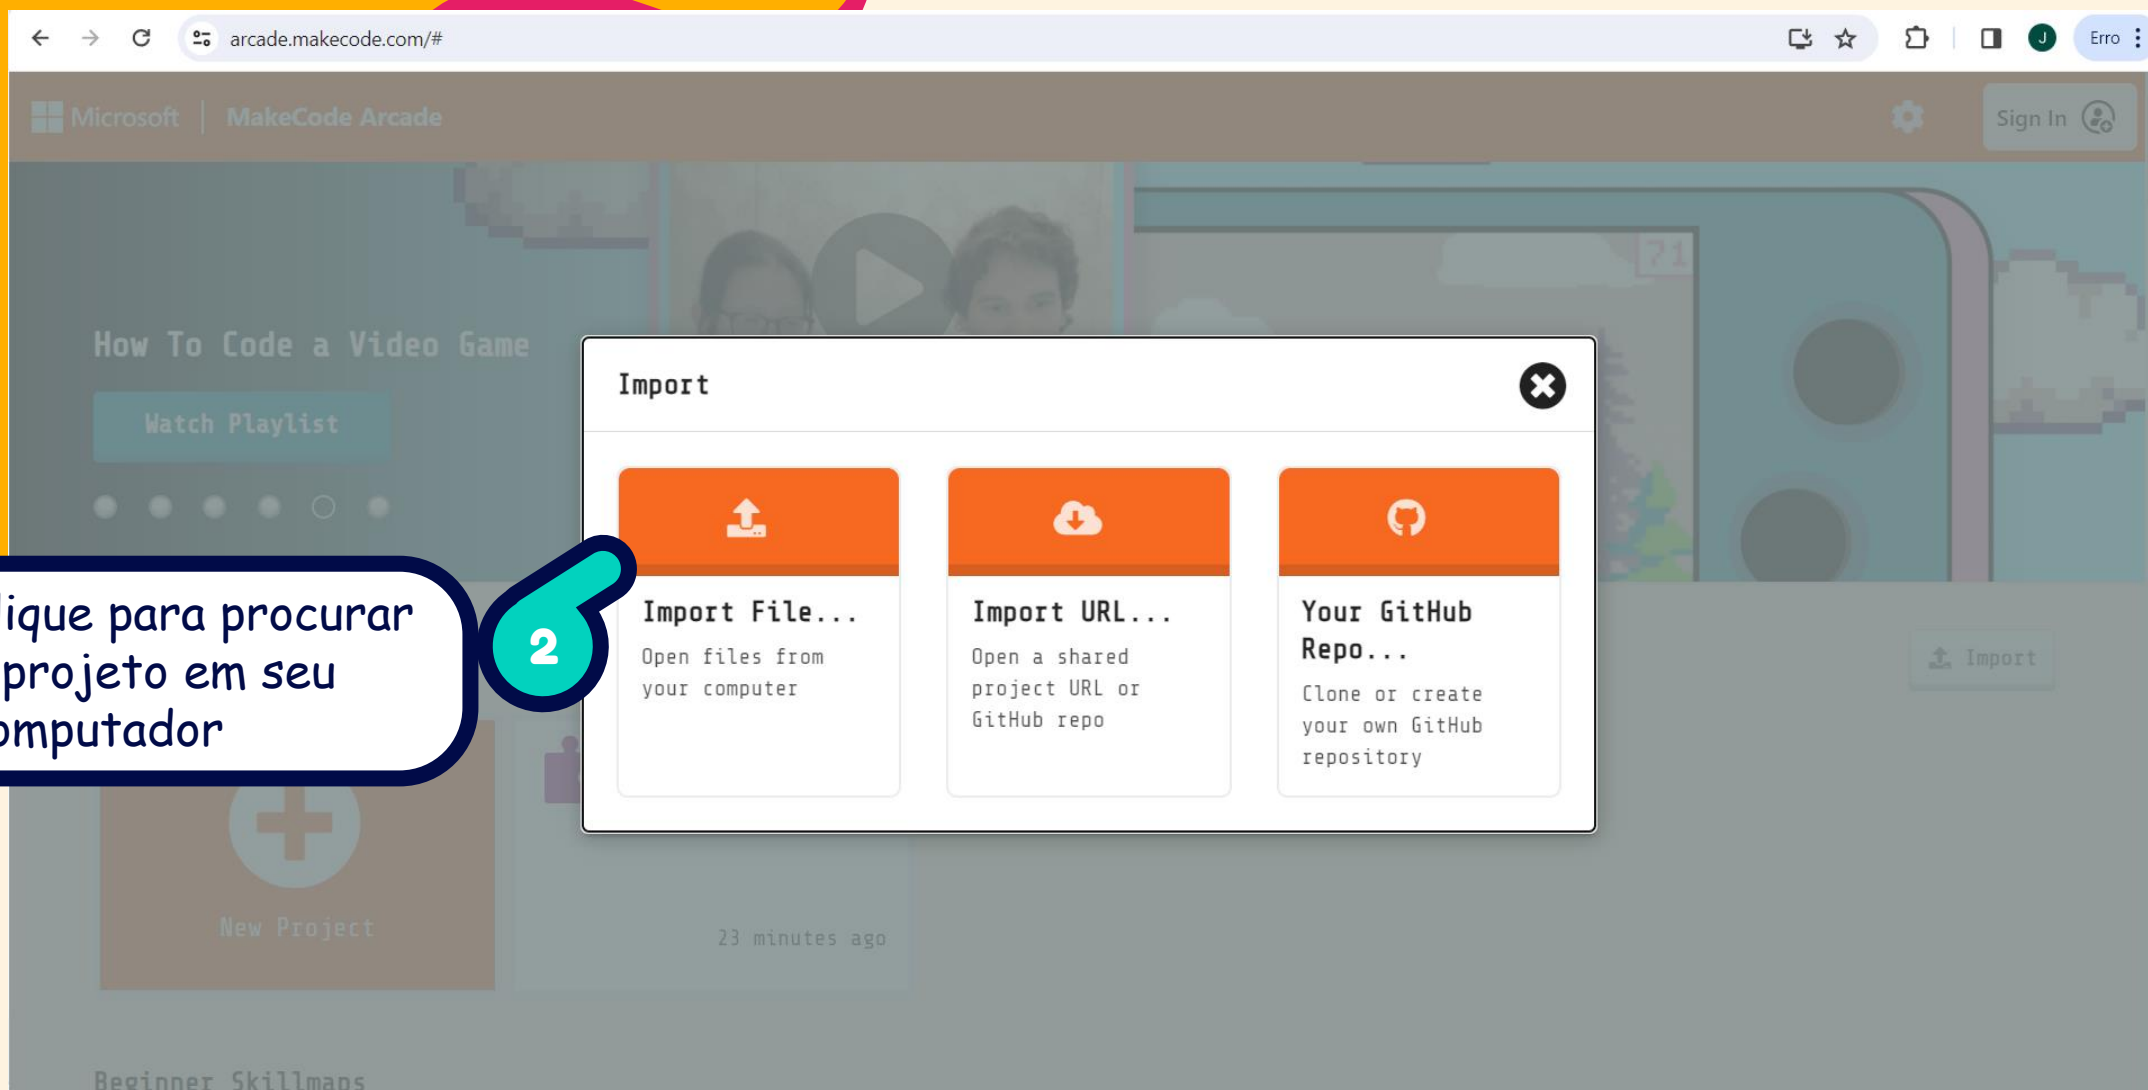 arcade.makecode.com/#
J
Erro
Microsoft
MakeCode Arcade
Sign In
71
How To Code a Video Game
Watch Playlist
Import
Import File...
Open files from
your computer
Import URL...
Open a shared
project URL or
GitHub repo
Your GitHub
Repo...
Clone or create
your own GitHub
repository
lique para procurar
projeto em seu
omputador
2
Import
New Project
23 minutes ago
Beginner Skillmaps